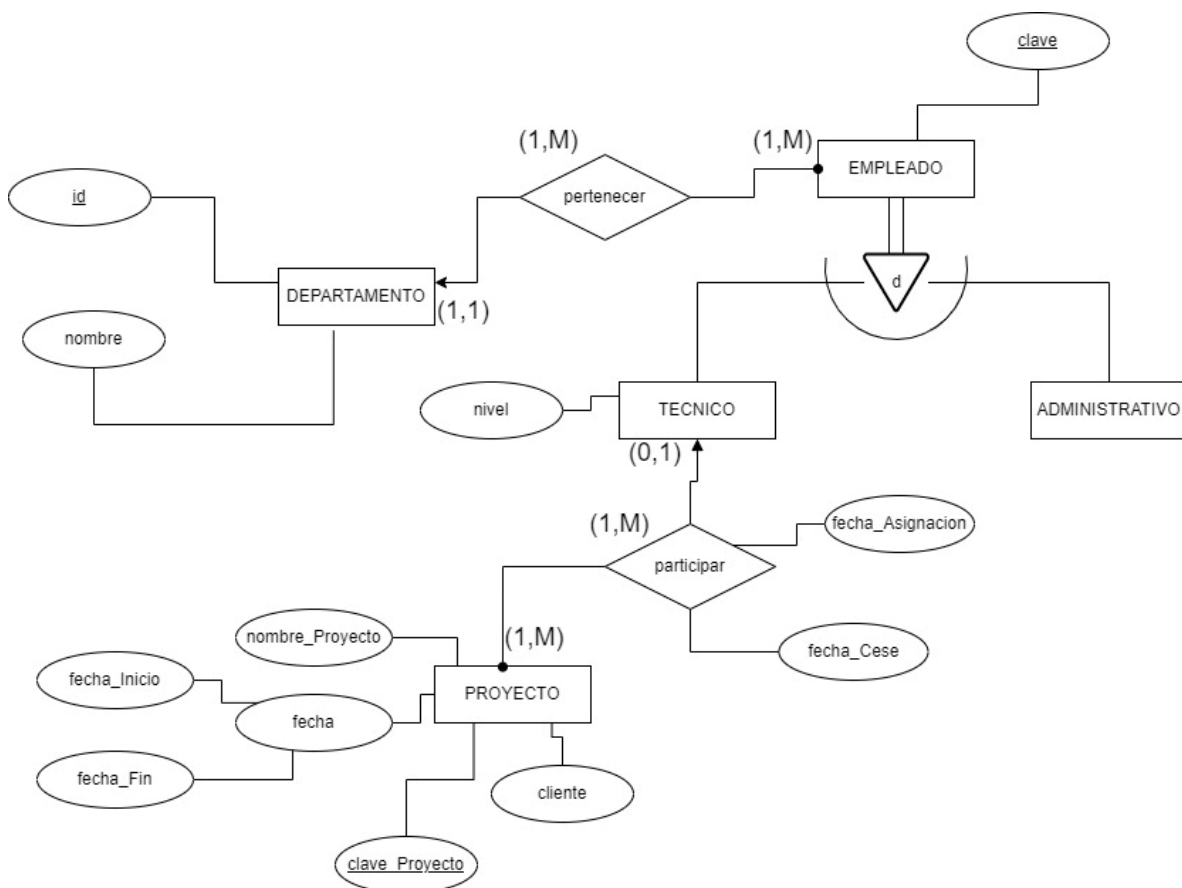 clave
(1,M)
(1,M)
EMPLEADO
pertenecer
id
d
DEPARTAMENTO
(1,1)
nombre
nivel
TECNICO
ADMINISTRATIVO
(0,1)
(1,M)
fecha_Asignacion
participar
nombre_Proyecto
(1,M)
fecha_Cese
fecha_Inicio
PROYECTO
fecha
fecha_Fin
cliente
clave_Proyecto